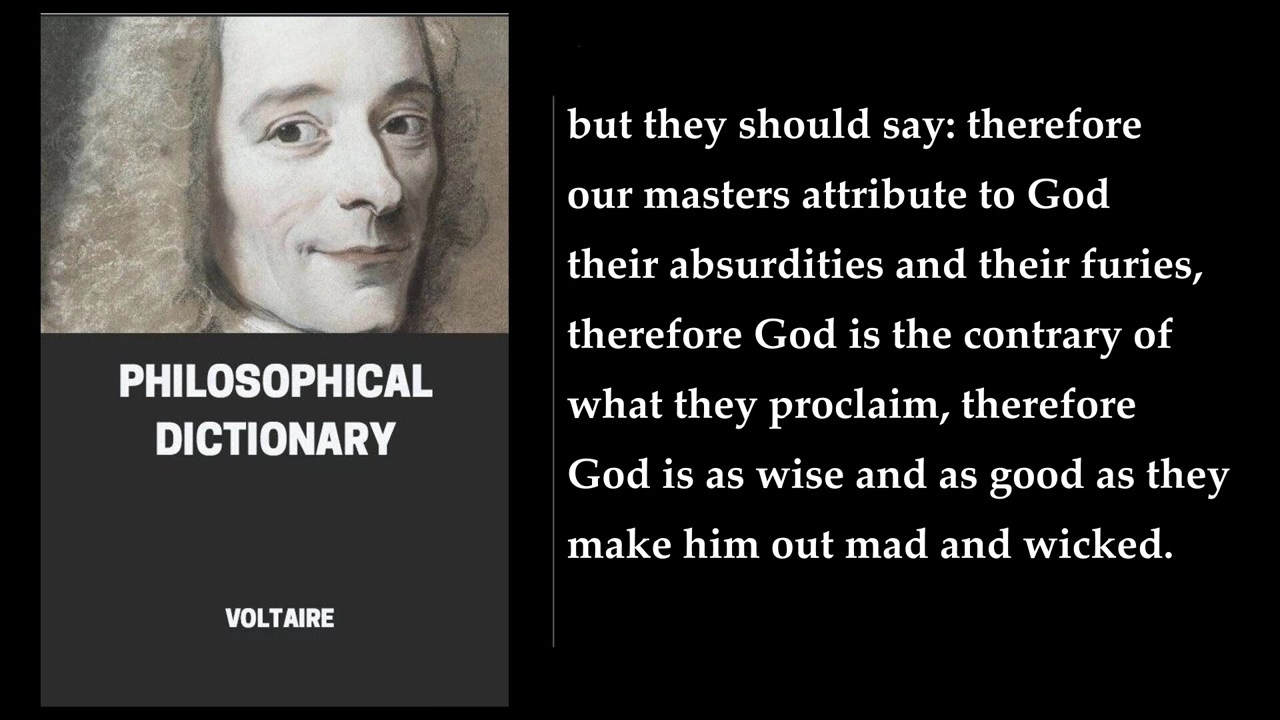 PHILOSOPHICAL
DICTIONARY
VOLTAIRE
but they should say: therefore
our masters attribute to God
their absurdities and their furies,
therefore God is the contrary of
what they proclaim, therefore
God is as wise and as good as they
make him out mad and wicked.